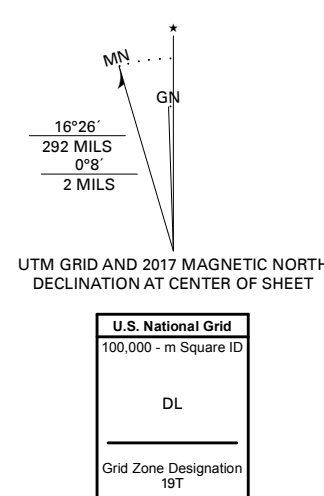 ★
MN
GN
16°26´
292 MILS
0°8´
2 MILS
UTM GRID AND 2017 MAGNETIC NORTH
DECLINATION AT CENTER OF SHEET
U.S. National Grid
100,000 - m Square ID
DL
Grid Zone Designation
19T